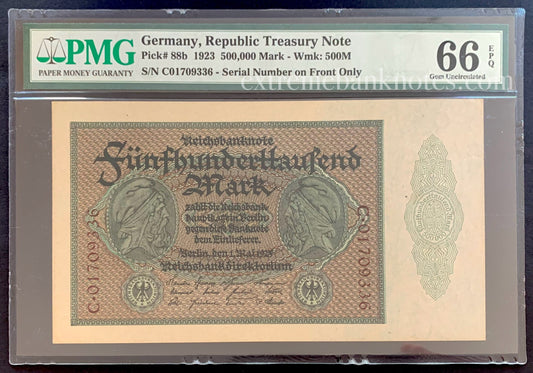 PMG
PAPER MONEY GUARANTY
Germany, Republic Treasury Note
Pick# 88b 1923 500,000 Mark - Wmk: 500M
S/N C01709336 - Serial Number on Front Only
66 EPQ
Gem Uncirculated
extremebanknotes.com
Reichsbanknote
Fünfhunderttausend
Mark
zahlt die Reichsbank-
hauptkasse in Berlin
gegen diese Banknote
dem Einlieferer.
Berlin, den 1. Mai 1923
Reichsbankdirektorium
C·01709336
C·01709336